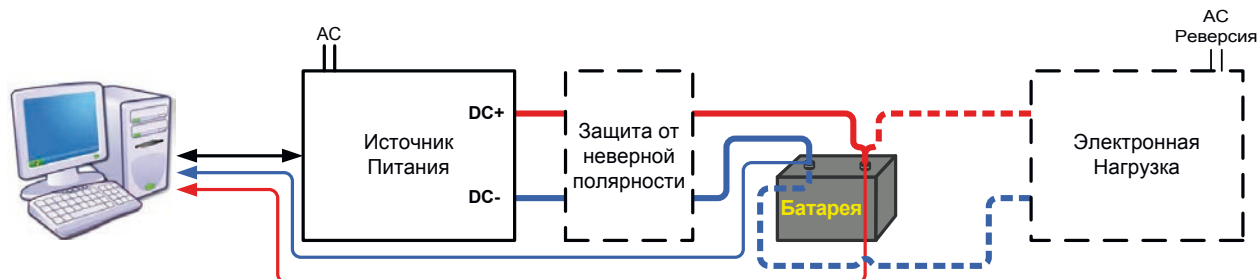 AC
AC
Реверсия
DC+
Источник
Питания
DC-
Защита от
неверной
полярности
Батарея
Электронная
Нагрузка